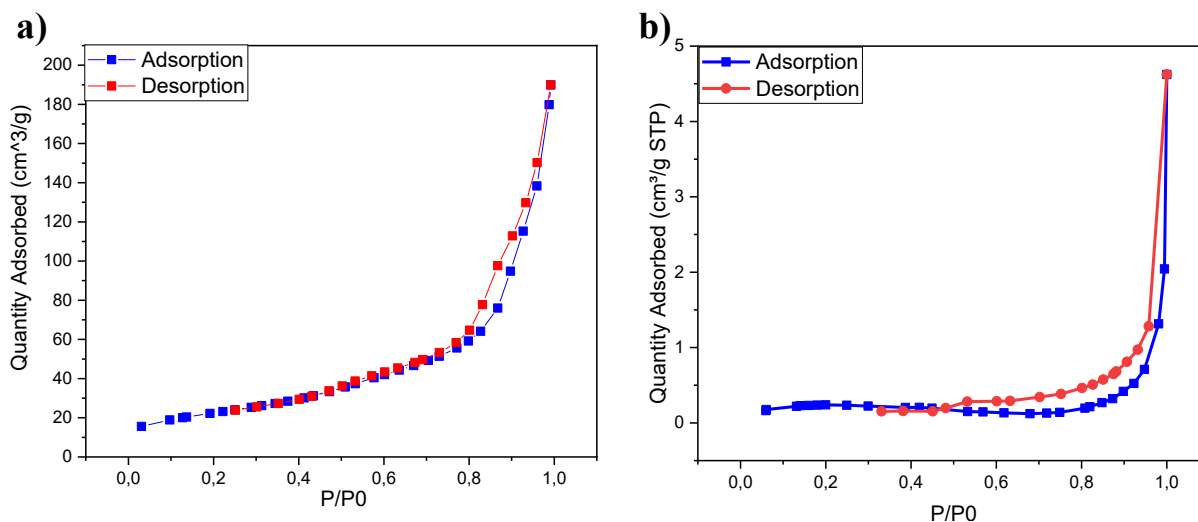 a)
Adsorption
Desorption
Quantity Adsorbed (cm^3/g)
200
180
160
140
120
100
80
60
40
20
0
0,0 0,2 0,4 0,6 0,8 1,0
P/P0
b)
Adsorption
Desorption
Quantity Adsorbed (cm³/g STP)
5
4
3
2
1
0
0,0 0,2 0,4 0,6 0,8 1,0
P/P0